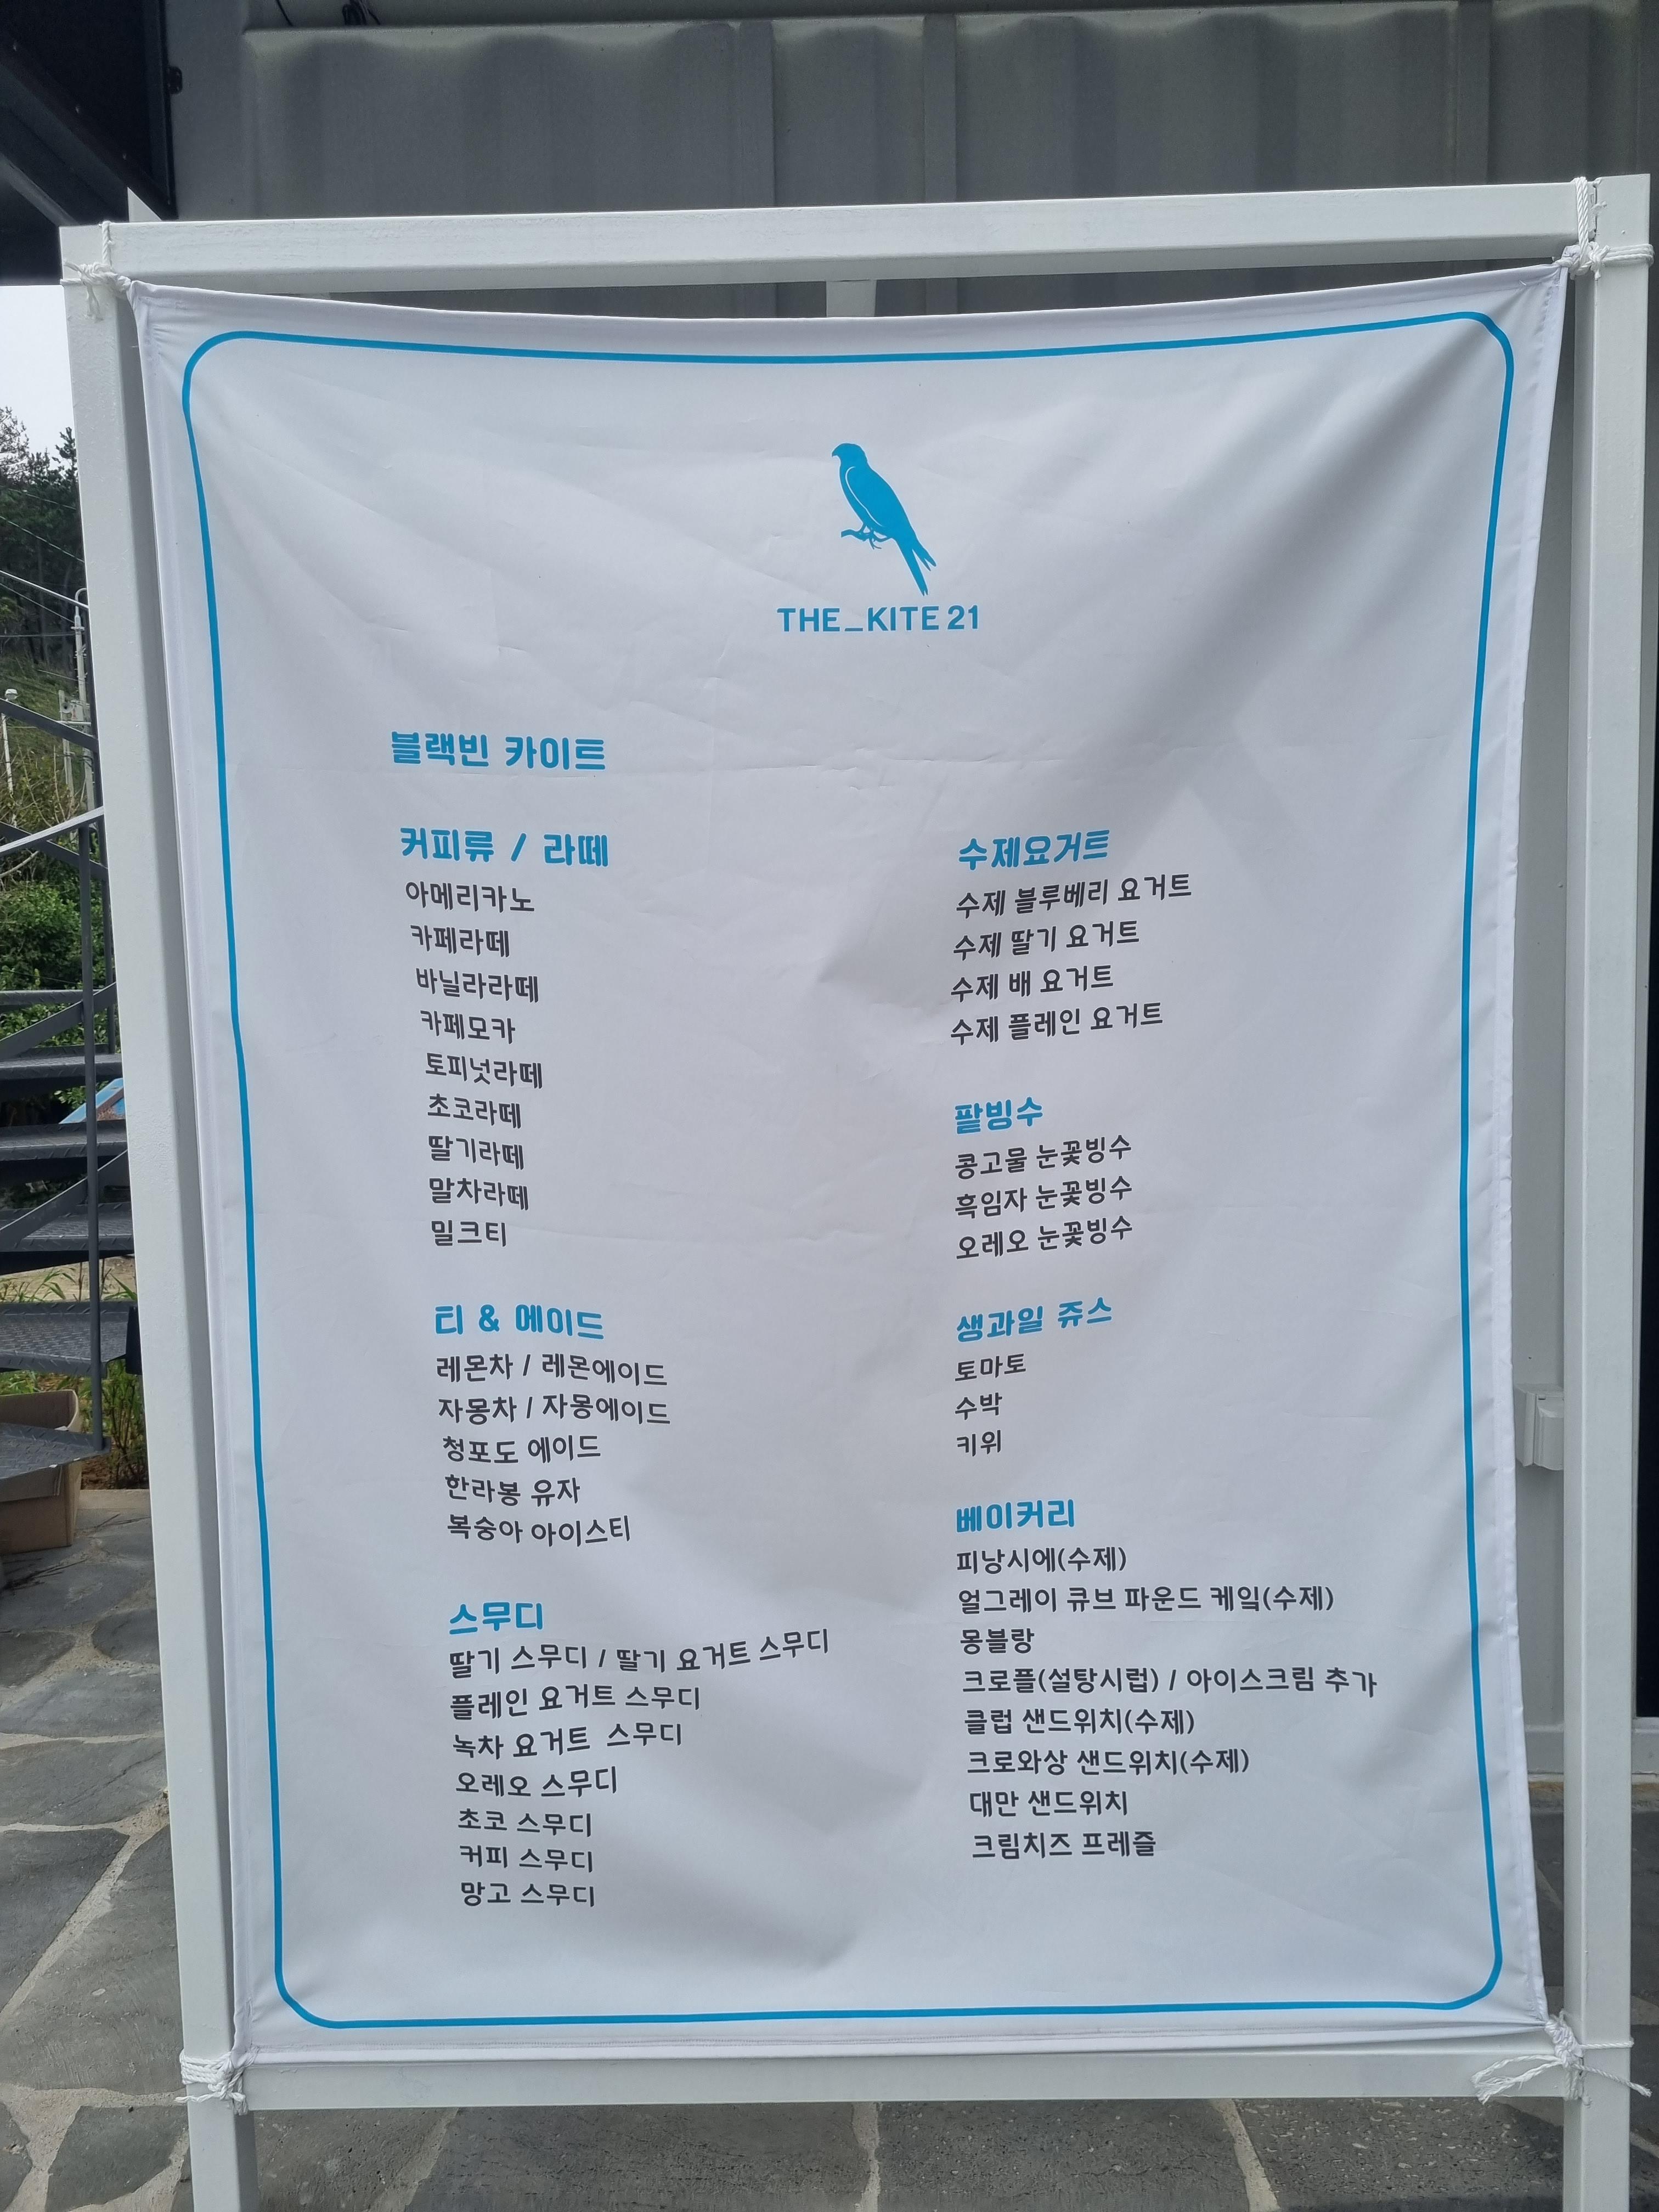 THE_KITE 21
블랙빈 카이트
커피류 / 라떼
아메리카노
카페라떼
바닐라라떼
카페모카
토피넛라떼
초코라떼
딸기라떼
말차라떼
밀크티
티 & 에이드
레몬차 / 레몬에이드
자몽차 / 자몽에이드
청포도 에이드
한라봉 유자
복숭아 아이스티
스무디
딸기 스무디 / 딸기 요거트 스무디
플레인 요거트 스무디
녹차 요거트 스무디
오레오 스무디
초코 스무디
커피 스무디
망고 스무디
수제요거트
수제 블루베리 요거트
수제 딸기 요거트
수제 배 요거트
수제 플레인 요거트
팥빙수
콩고물 눈꽃빙수
흑임자 눈꽃빙수
오레오 눈꽃빙수
생과일 쥬스
토마토
수박
키위
베이커리
피낭시에(수제)
얼그레이 큐브 파운드 케잌(수제)
몽블랑
크로플(설탕시럽) / 아이스크림 추가
클럽 샌드위치(수제)
크로와상 샌드위치(수제)
대만 샌드위치
크림치즈 프레즐